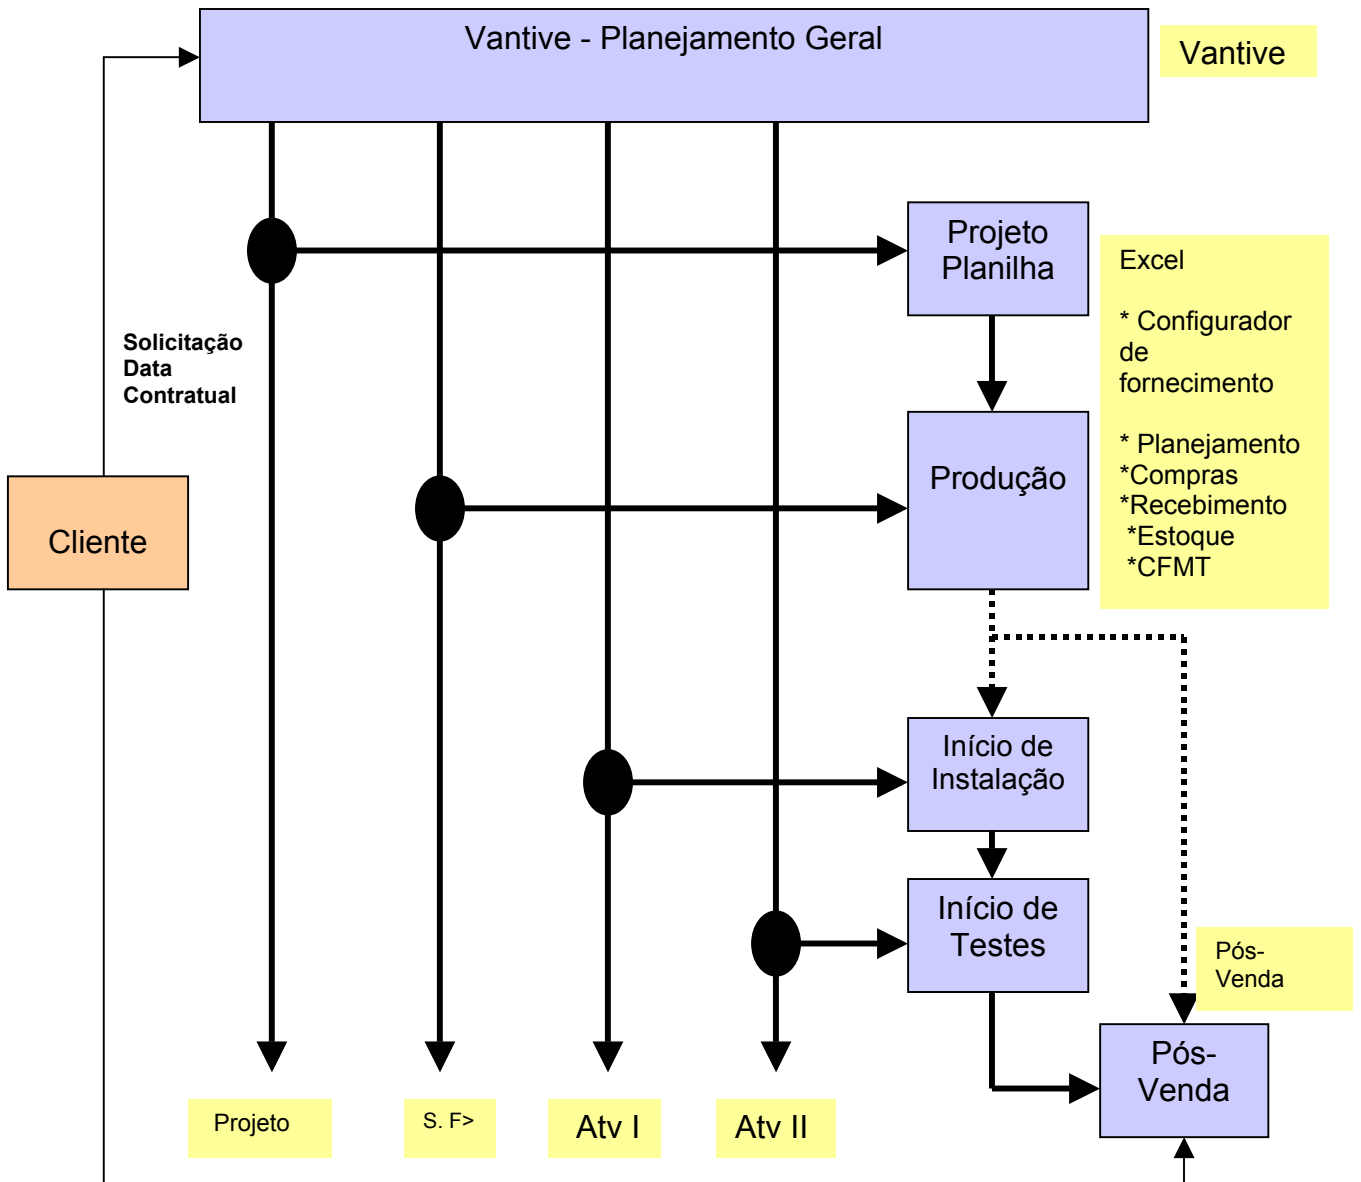 Vantive - Planejamento Geral
Vantive
Projeto
Planilha
Excel
* Configurador
de
fornecimento
* Planejamento
*Compras
*Recebimento
*Estoque
*CFMT
Solicitação
Data
Contratual
Produção
Cliente
Início de
Instalação
Início de
Testes
Pós-
Venda
Pós-
Venda
Projeto
S. F>
Atv I
Atv II